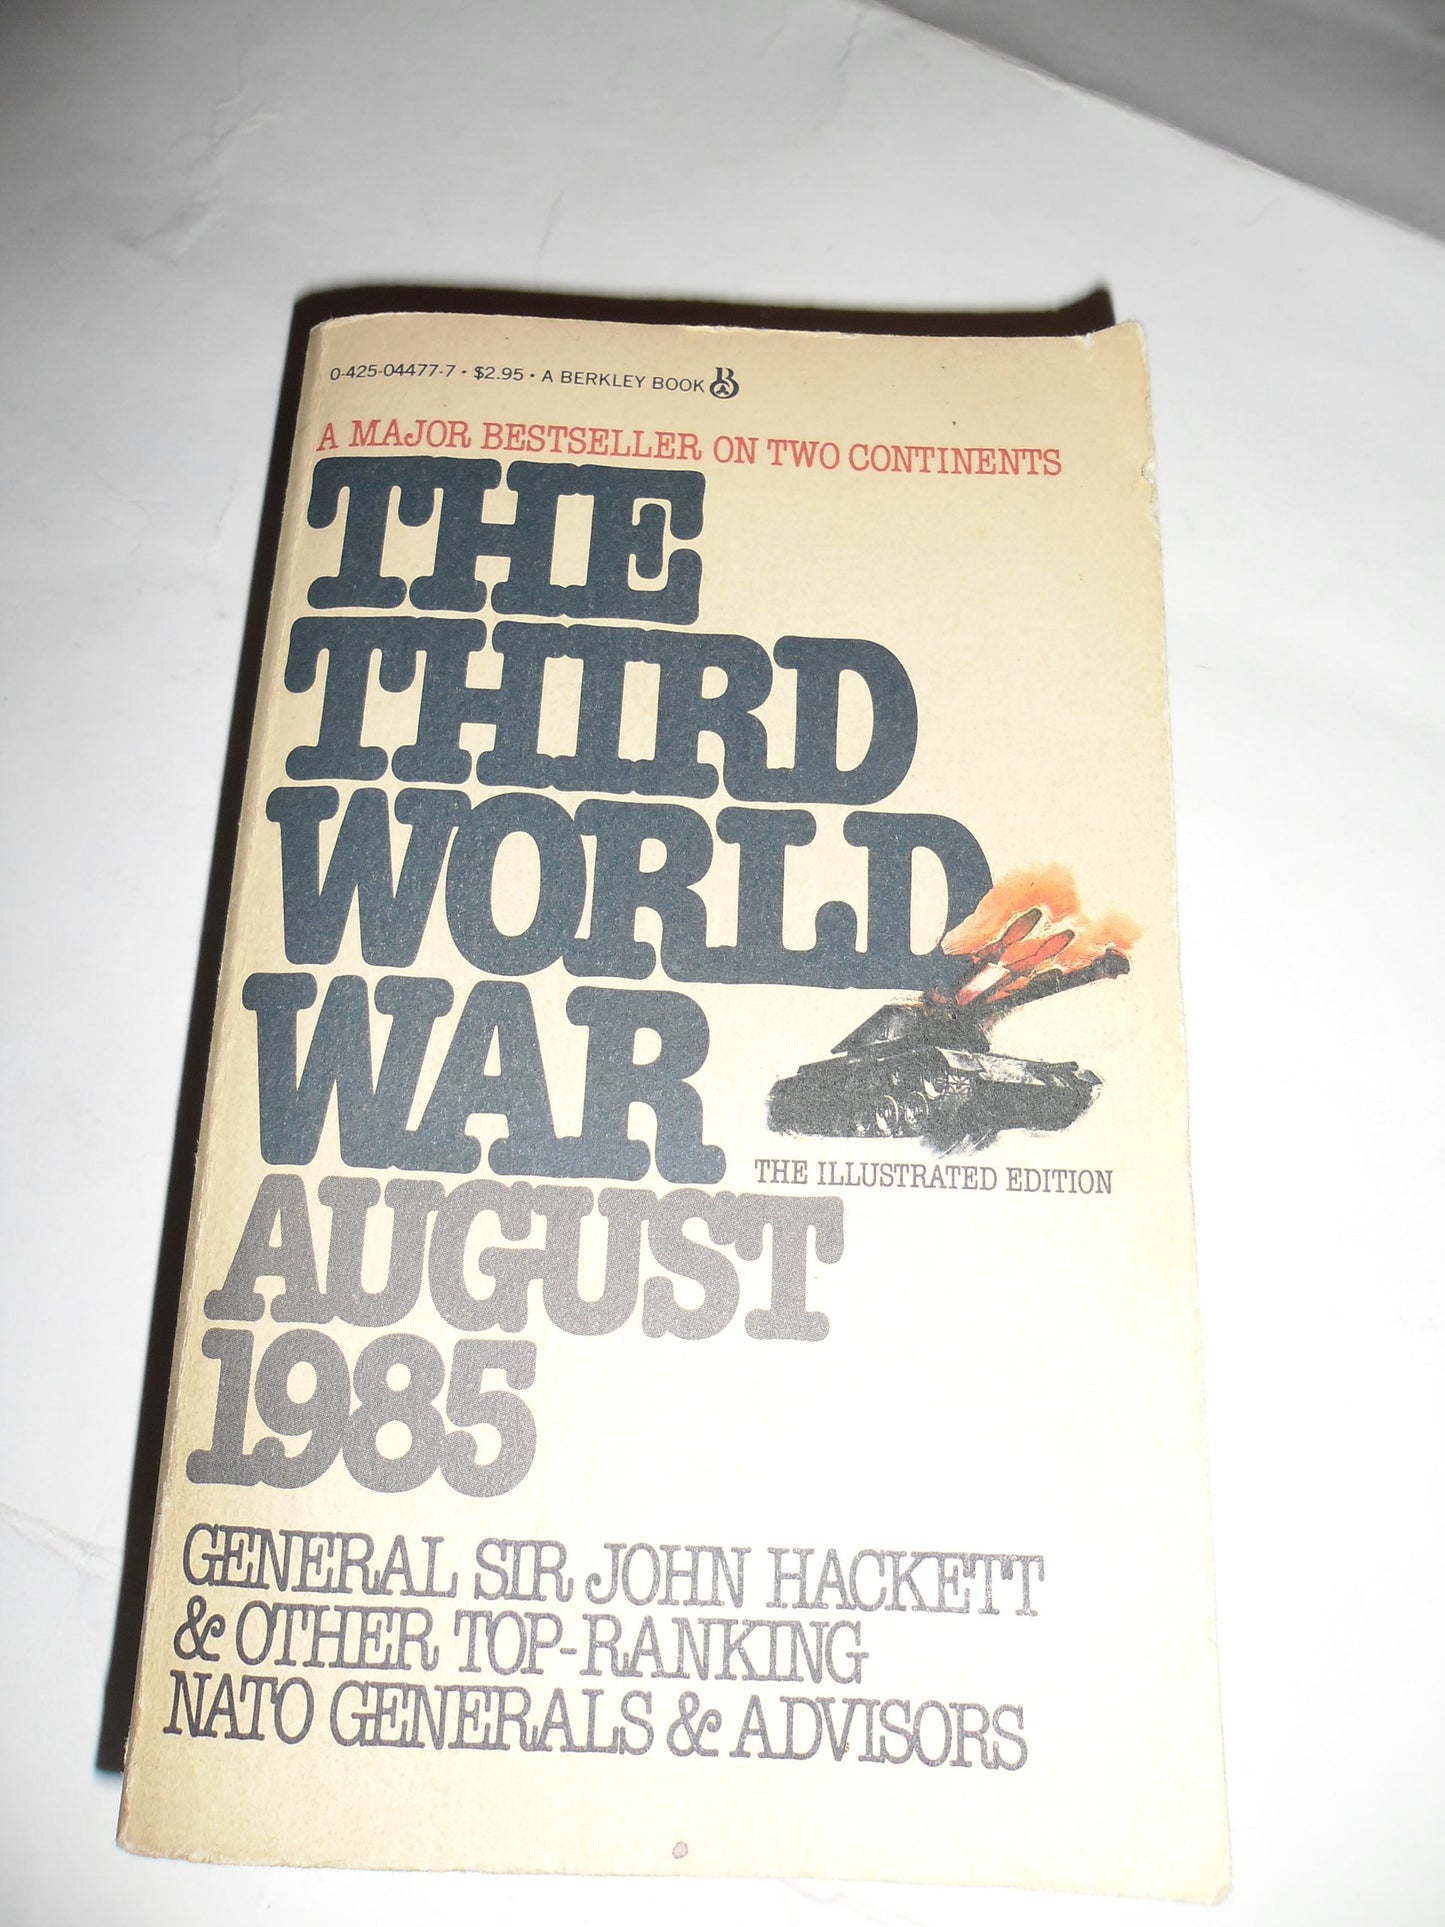 0-425-04477-7 • $2.95 • A BERKLEY BOOK
A MAJOR BESTSELLER ON TWO CONTINENTS
THE
THIRD
WORLD
WAR
THE ILLUSTRATED EDITION
AUGUST
1985
GENERAL SIR JOHN HACKETT
& OTHER TOP-RANKING
NATO GENERALS & ADVISORS